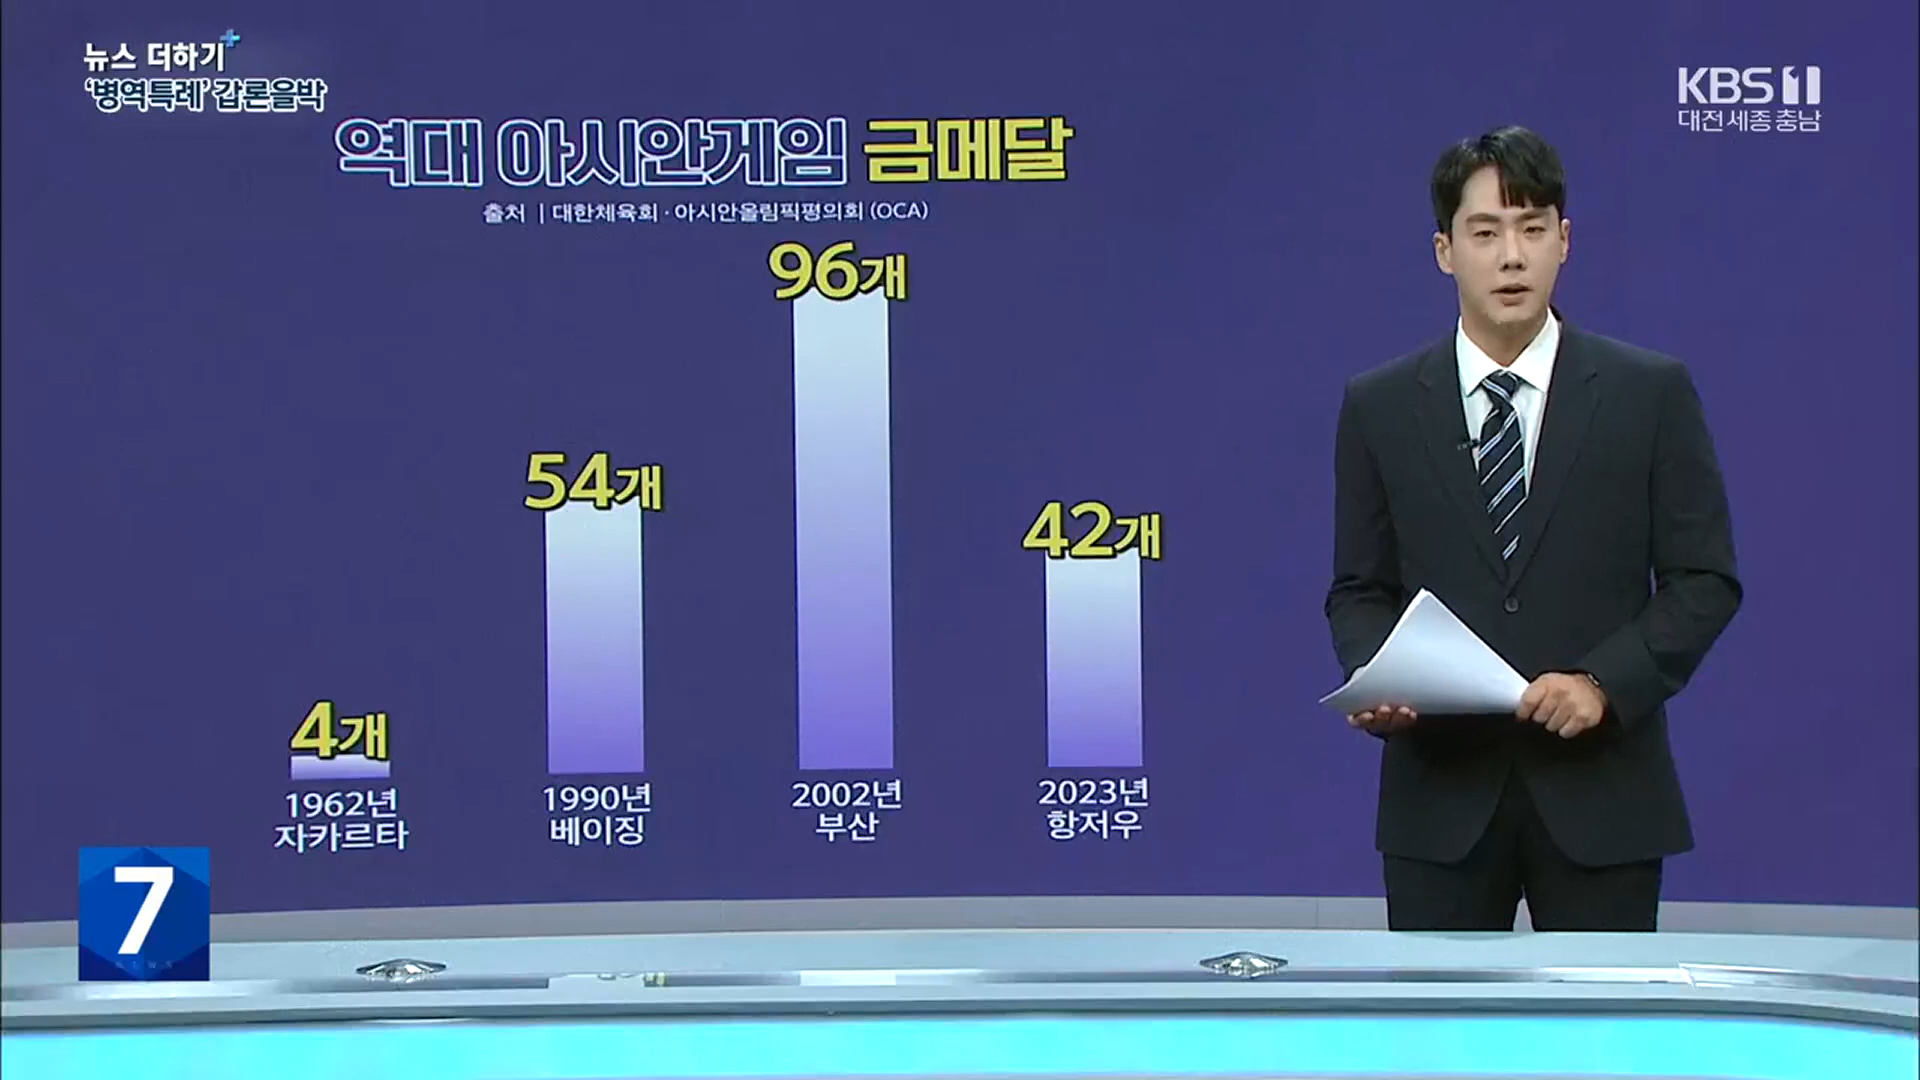 뉴스 더하기+
'병역특례' 갑론을박
KBS 1
대전 세종 충남
역대 아시안게임 금메달
출처 | 대한체육회·아시안올림픽평의회 (OCA)
4개
54개
96개
42개
1962년
자카르타
1990년
베이징
2002년
부산
2023년
항저우
7
NEWS